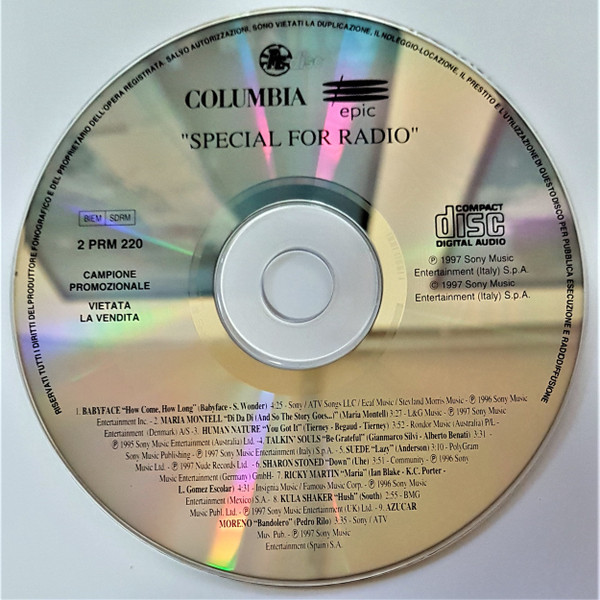 RISERVATI TUTTI I DIRITTI DEL PRODUTTORE FONOGRAFICO E DEL PROPRIETARIO DELL'OPERA REGISTRATA. SALVO AUTORIZZAZIONI, SONO VIETATI LA DUPLICAZIONE, IL NOLEGGIO-LOCAZIONE, IL PRESTITO E L'UTILIZZAZIONE DI QUESTO DISCO PER PUBBLICA ESECUZIONE E RADIODIFFUSIONE
COLUMBIA epic
"SPECIAL FOR RADIO"
BIEM SDRM
2 PRM 220
CAMPIONE
PROMOZIONALE
VIETATA
LA VENDITA
COMPACT
disc
DIGITAL AUDIO
℗ 1997 Sony Music
Entertainment (Italy) S.p.A.
© 1997 Sony Music
Entertainment (Italy) S.p.A.
1. BABYFACE "How Come, How Long" (Babyface - S. Wonder) 4:25 - Sony / ATV Songs LLC / Ecaf Music / Stevland Morris Music - ℗ 1996 Sony Music
Entertainment Inc. - 2. MARIA MONTELL "Di Da Di (And So The Story Goes...)" (Maria Montell) 3:27 - L&G Music - ℗ 1997 Sony Music
Entertainment (Danmark) A/S - 3. HUMAN NATURE "You Got It" (Tierney - Begaud - Tierney) 3:52 - Rondor Music (Australia) P/L -
℗ 1995 Sony Music Entertainment (Australia) Ltd. - 4. TALKIN' SOULS "Be Grateful" (Gianmarco Silvi - Alberto Benati) 3:31 -
Sony Music Publishing - ℗ 1997 Sony Music Entertainment (Italy) S.p.A. - 5. SUEDE "Lazy" (Anderson) 3:10 - PolyGram
Music Ltd. - ℗ 1997 Nude Records Ltd. - 6. SHARON STONED "Down" (Uhe) 3:51 - Community - ℗ 1996 Sony
Music Entertainment (Germany) GmbH - 7. RICKY MARTIN "Maria" (Ian Blake - K.C. Porter -
L. Gomez Escolar) 4:31 - Insignia Music / Famous Music Corp. - ℗ 1996 Sony Music
Entertainment (Mexico) S.A. - 8. KULA SHAKER "Hush" (South) 2:55 - BMG
Music Publ. Ltd. - ℗ 1997 Sony Music Entertainment (UK) Ltd. - 9. AZUCAR
MORENO "Bandolero" (Pedro Rilo) 3:35 - Sony / ATV
Mus. Pub. - ℗ 1997 Sony Music
Entertainment (Spain) S.A.